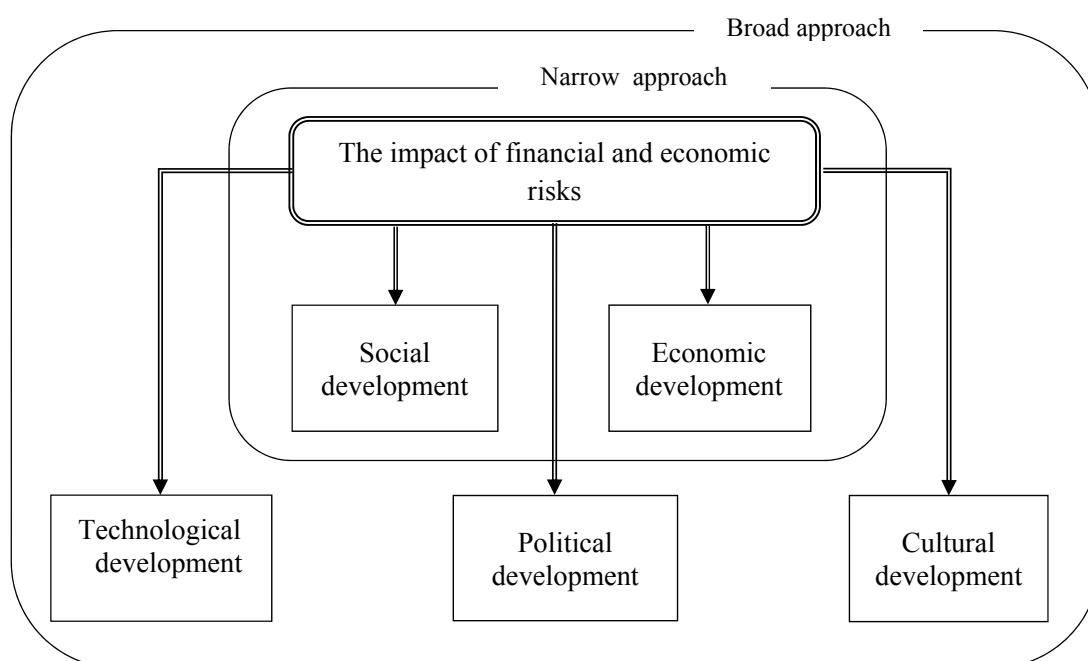 Broad approach
Narrow approach
The impact of financial and economic
risks
Social
development
Economic
development
Technological
development
Political
development
Cultural
development